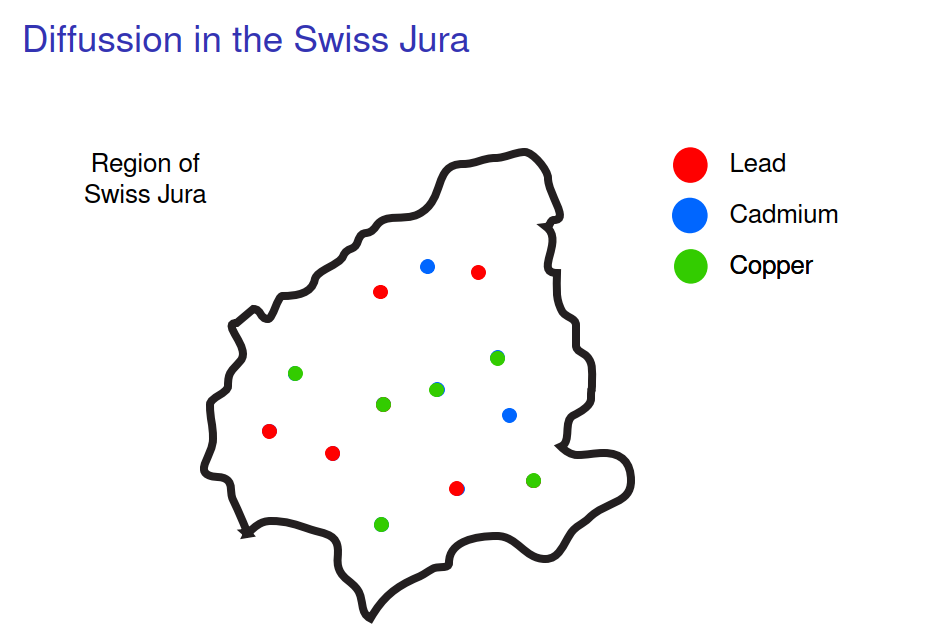 Diffussion in the Swiss Jura
Region of
Swiss Jura
Lead
Cadmium
Copper